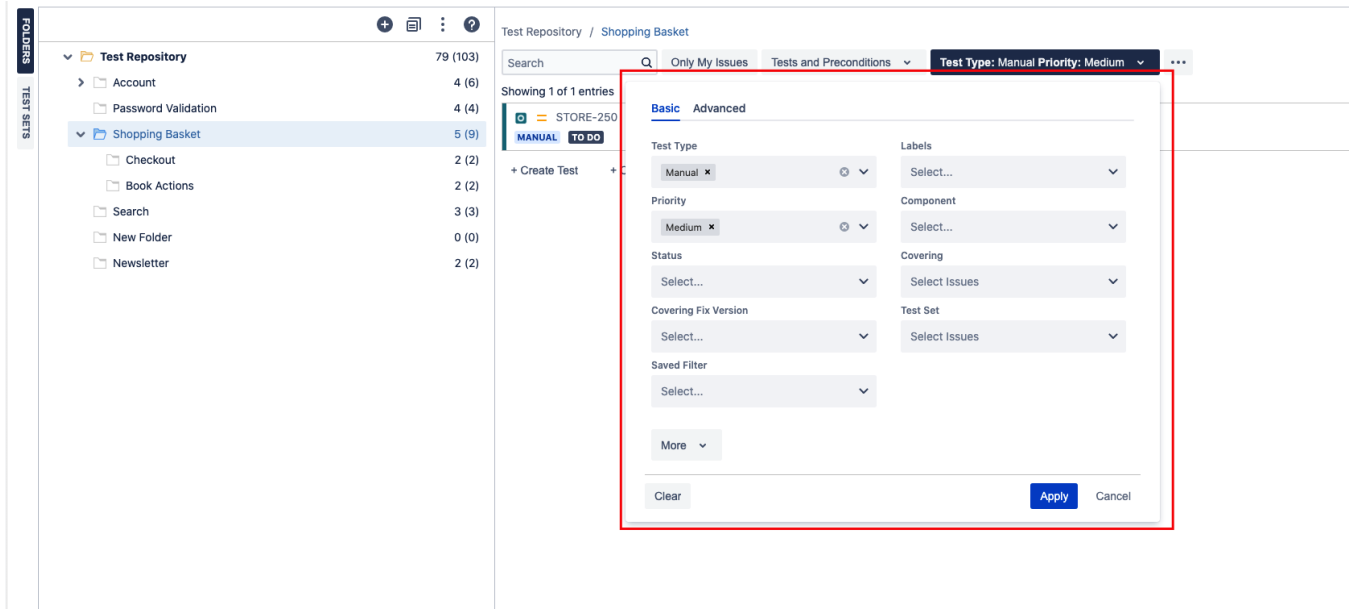 FOLDERS
TEST SETS
Test Repository 79 (103)
Account 4 (6)
Password Validation 4 (4)
Shopping Basket 5 (9)
Checkout 2 (2)
Book Actions 2 (2)
Search 3 (3)
New Folder 0 (0)
Newsletter 2 (2)
Test Repository / Shopping Basket
Search Only My Issues Tests and Preconditions Test Type: Manual Priority: Medium
Showing 1 of 1 entries
STORE-250
MANUAL TO DO
+ Create Test +
Basic Advanced
Test Type Labels
Manual × Select...
Priority Component
Medium × Select...
Status Covering
Select... Select Issues
Covering Fix Version Test Set
Select... Select Issues
Saved Filter
Select...
More
Clear Apply Cancel